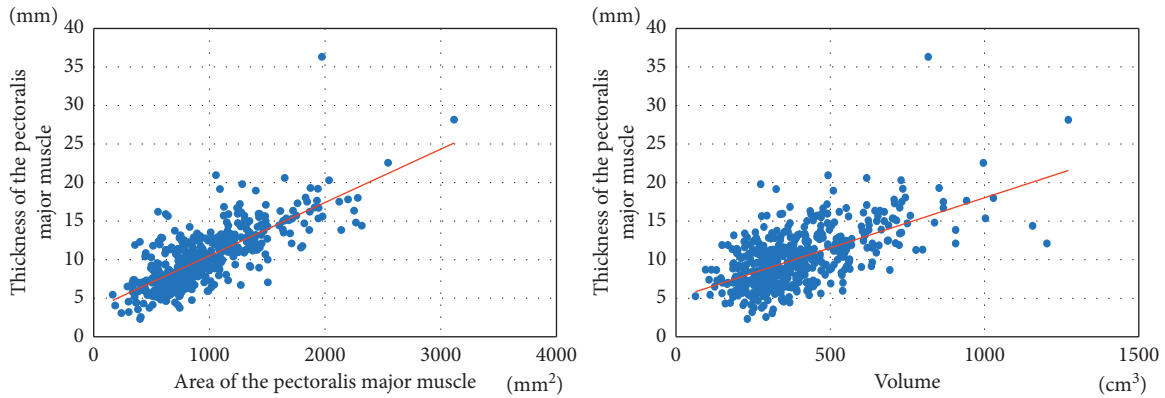 (mm)
40
35
30
25
20
15
10
5
0
Thickness of the pectoralis
major muscle
0 1000 2000 3000 4000
Area of the pectoralis major muscle (mm²)
(mm)
40
35
30
25
20
15
10
5
0
Thickness of the pectoralis
major muscle
0 500 1000 1500
Volume (cm³)